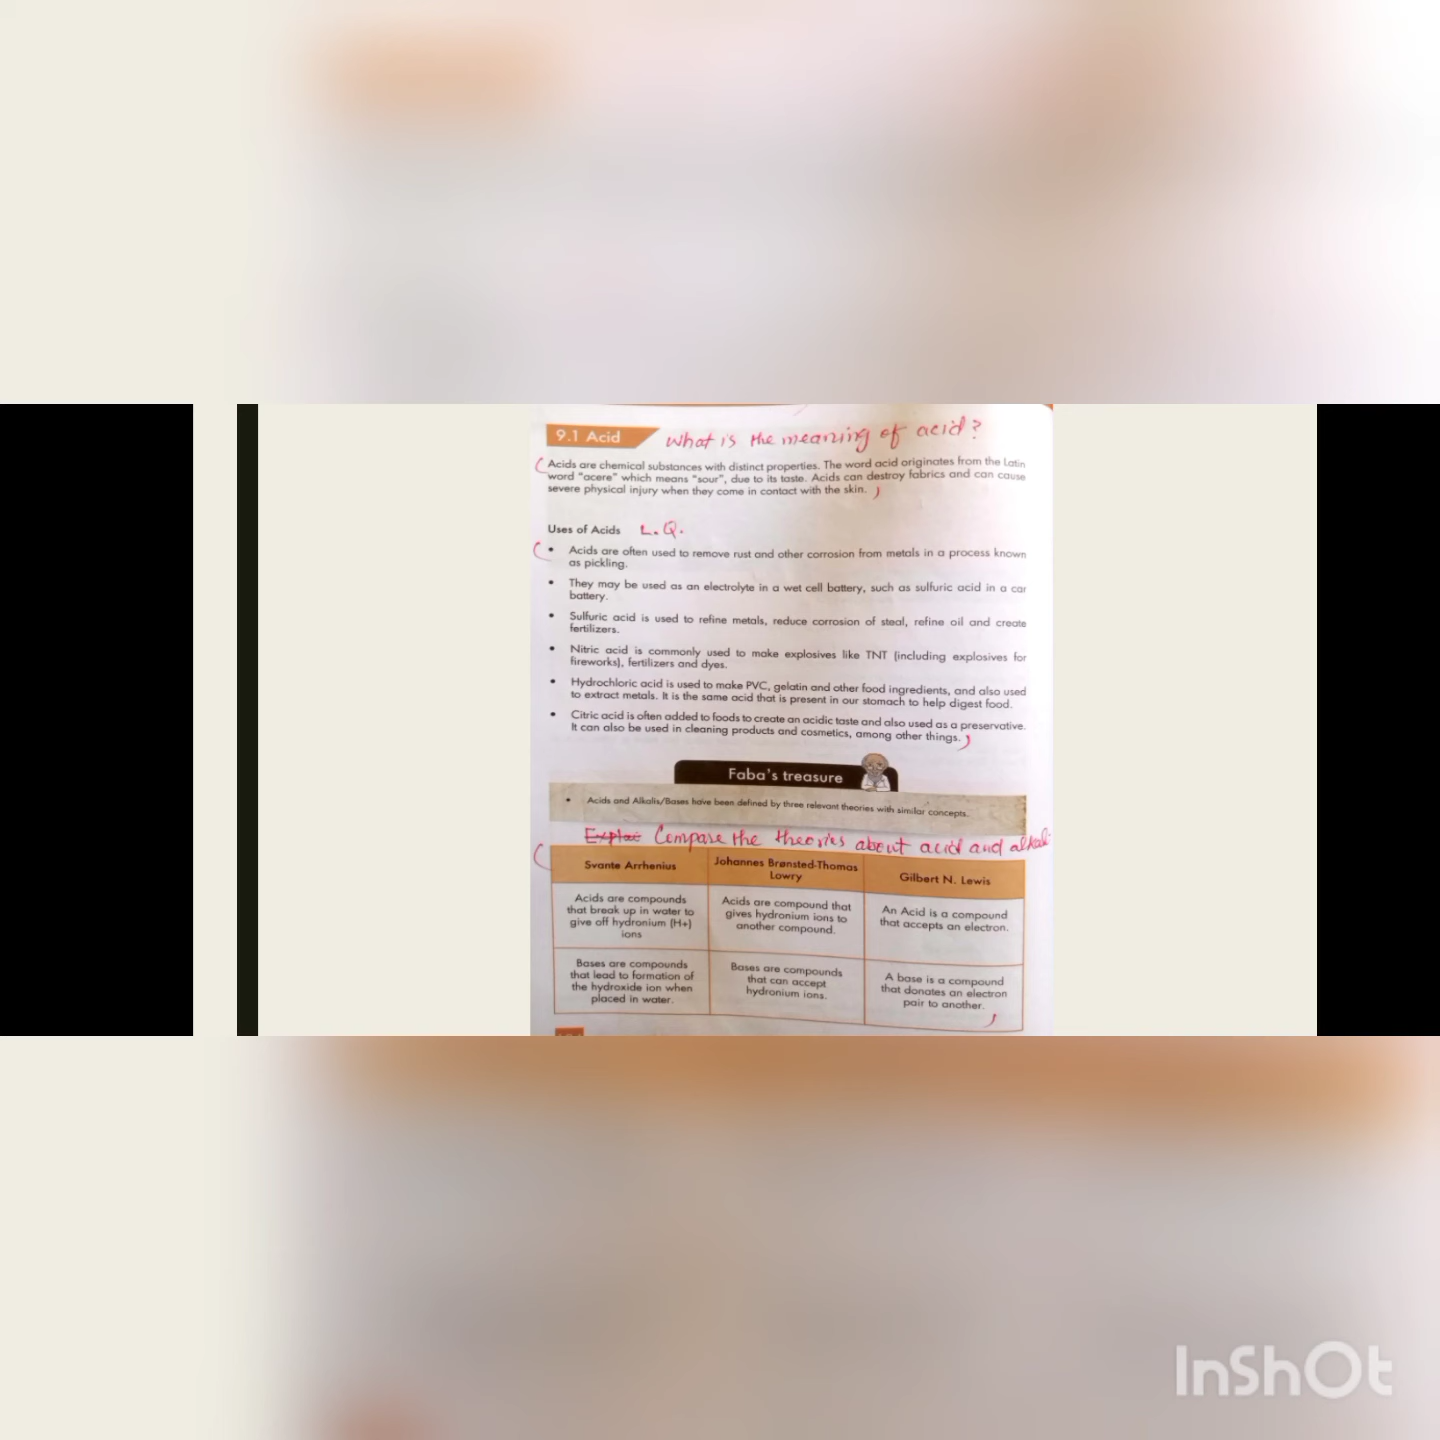 9.1 Acid What is the meaning of acid?
Acids are chemical substances with distinct properties. The word acid originates from the Latin
word "acere" which means "sour", due to its taste. Acids can destroy fabrics and can cause
severe physical injury when they come in contact with the skin.
Uses of Acids L.Q.
• Acids are often used to remove rust and other corrosion from metals in a process known
as pickling.
• They may be used as an electrolyte in a wet cell battery, such as sulfuric acid in a car
battery.
• Sulfuric acid is used to refine metals, reduce corrosion of steal, refine oil and create
fertilizers.
• Nitric acid is commonly used to make explosives like TNT (including explosives for
fireworks), fertilizers and dyes.
• Hydrochloric acid is used to make PVC, gelatin and other food ingredients, and also used
to extract metals. It is the same acid that is present in our stomach to help digest food.
• Citric acid is often added to foods to create an acidic taste and also used as a preservative.
It can also be used in cleaning products and cosmetics, among other things.
Faba's treasure
• Acids and Alkalis/Bases have been defined by three relevant theories with similar concepts.
Compare the theories about acid and alkali
Svante Arrhenius
Johannes Brønsted-Thomas
Lowry
Gilbert N. Lewis
Acids are compounds
that break up in water to
give off hydronium (H+)
ions
Acids are compound that
gives hydronium ions to
another compound.
An Acid is a compound
that accepts an electron.
Bases are compounds
that lead to formation of
the hydroxide ion when
placed in water.
Bases are compounds
that can accept
hydronium ions.
A base is a compound
that donates an electron
pair to another.
InShOt